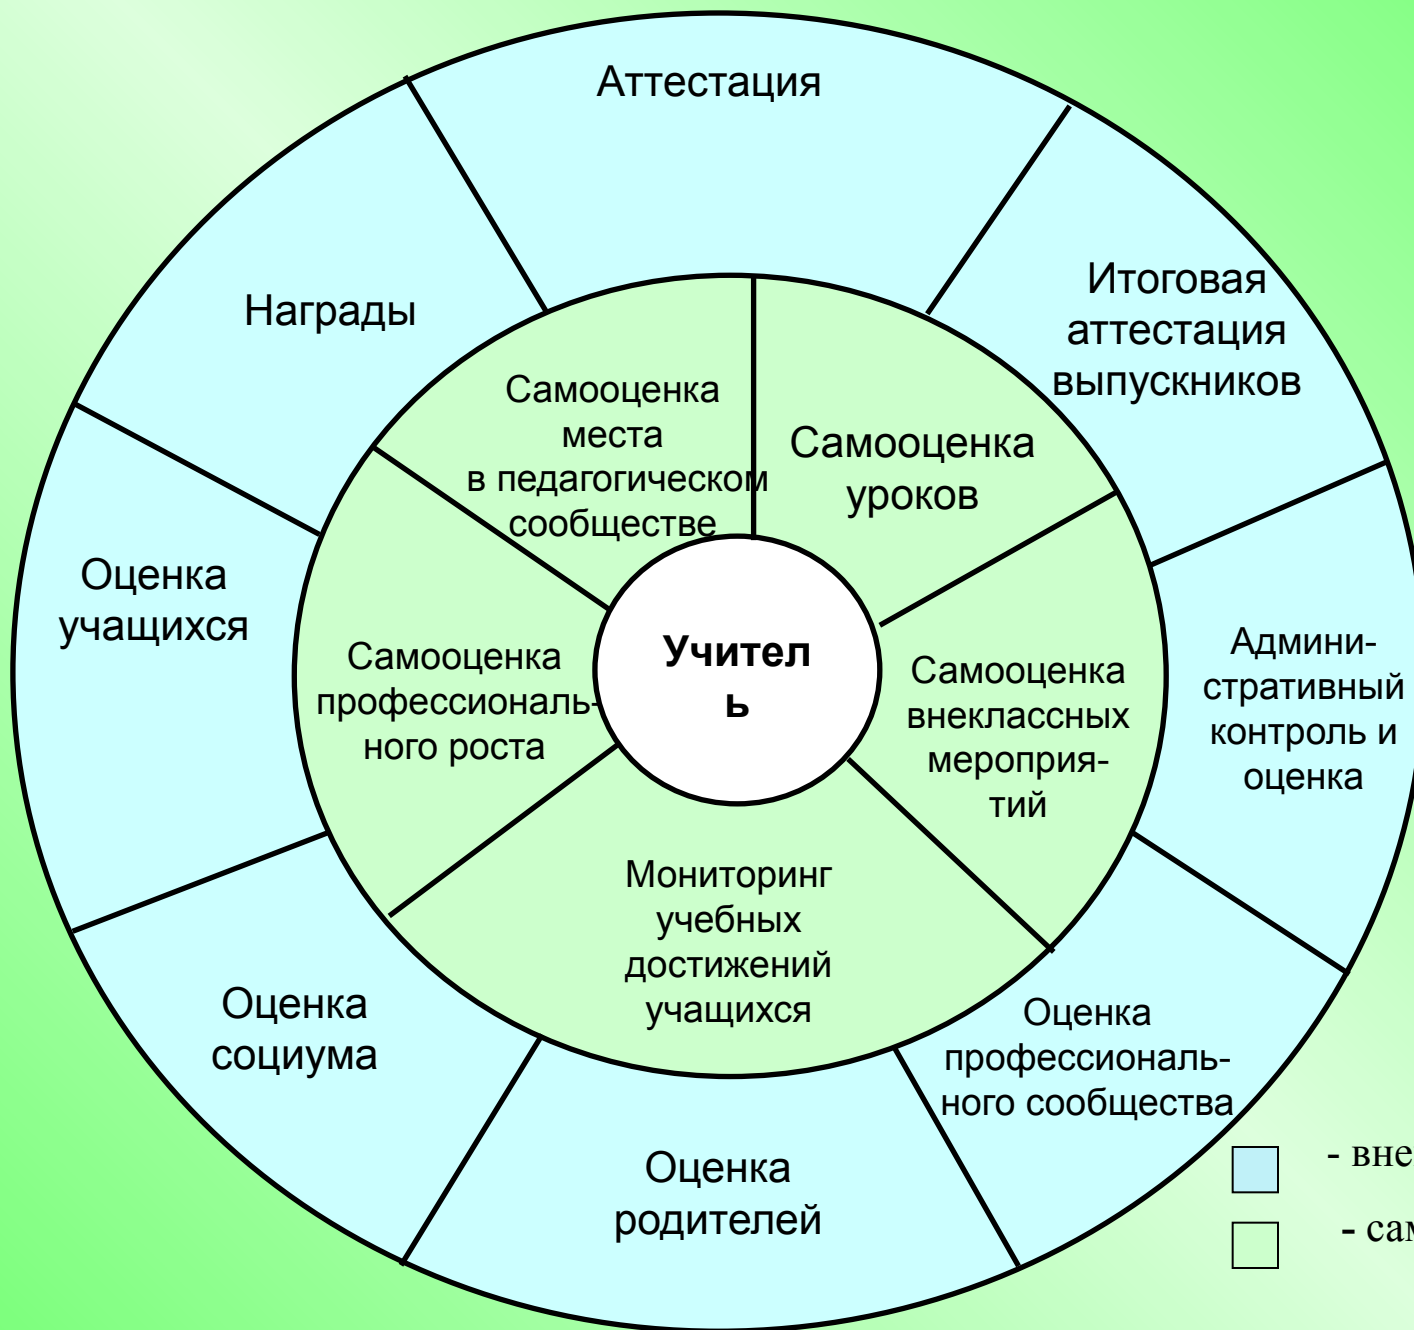 Аттестация
Итоговая
аттестация
выпускников
Админи-
стративный
контроль и
оценка
Оценка
профессиональ-
ного сообщества
Оценка
родителей
Оценка
социума
Оценка
учащихся
Награды
Самооценка
места
в педагогическом
сообществе
Самооценка
уроков
Самооценка
внеклассных
мероприя-
тий
Мониторинг
учебных
достижений
учащихся
Самооценка
профессиональ-
ного роста
Учител
ь
- вне
- сам